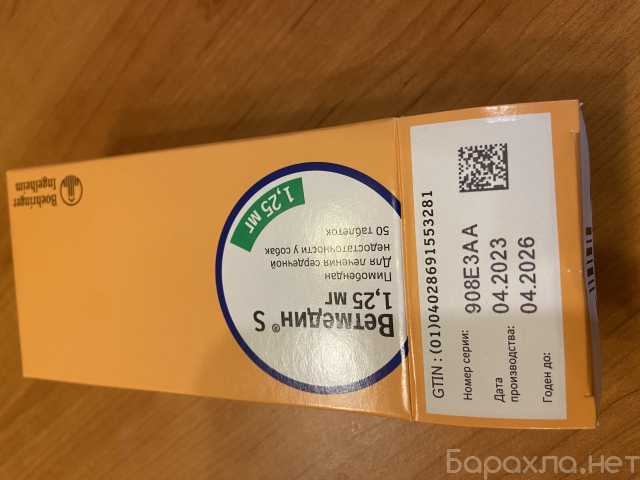 Boehringer
Ingelheim
1,25 мг
Ветмедин® S
1,25 мг
Пимобендан
Для лечения сердечной
недостаточности у собак
50 таблеток
GTIN : (01)04028691553281
Номер серии: 908E3AA
Дата
производства: 04.2023
Годен до: 04.2026
Барахла.нет